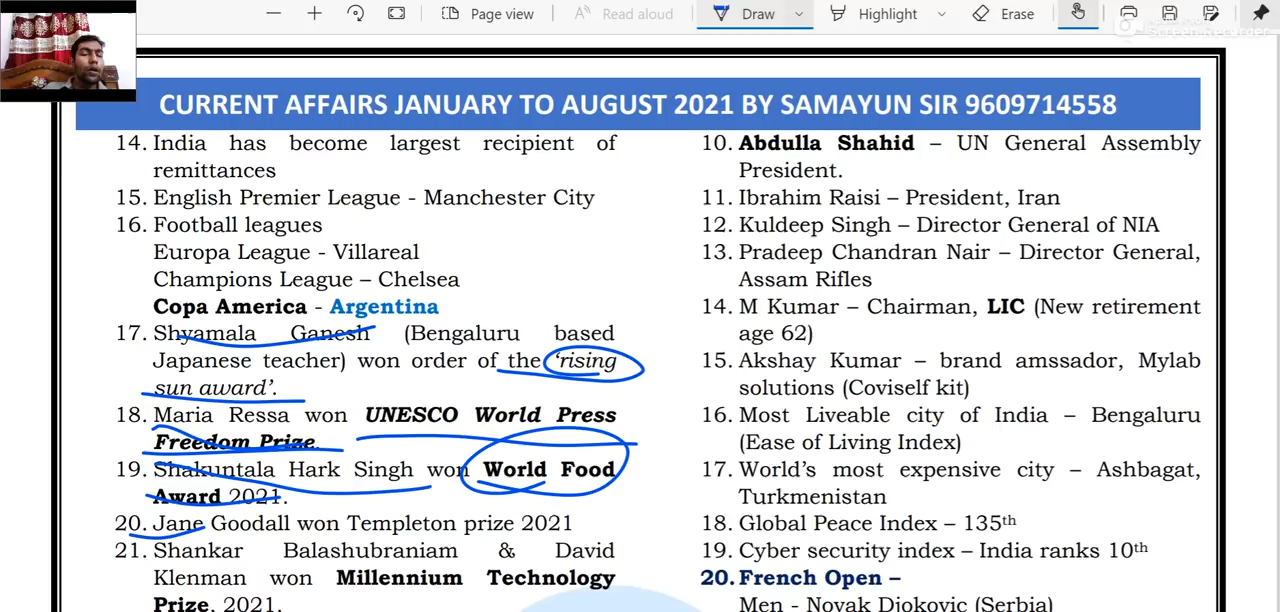 Page view
Read aloud
Draw
Highlight
Erase
Screen Recorder
CURRENT AFFAIRS JANUARY TO AUGUST 2021 BY SAMAYUN SIR 9609714558
14. India has become largest recipient of
remittances
15. English Premier League - Manchester City
16. Football leagues
Europa League - Villareal
Champions League – Chelsea
Copa America - Argentina
17. Shyamala Ganesh (Bengaluru based
Japanese teacher) won order of the ‘rising
sun award’.
18. Maria Ressa won UNESCO World Press
Freedom Prize.
19. Shakuntala Hark Singh won World Food
Award 2021.
20. Jane Goodall won Templeton prize 2021
21. Shankar Balashubraniam & David
Klenman won Millennium Technology
Prize, 2021.
10. Abdulla Shahid – UN General Assembly
President.
11. Ibrahim Raisi – President, Iran
12. Kuldeep Singh – Director General of NIA
13. Pradeep Chandran Nair – Director General,
Assam Rifles
14. M Kumar – Chairman, LIC (New retirement
age 62)
15. Akshay Kumar – brand amssador, Mylab
solutions (Coviself kit)
16. Most Liveable city of India – Bengaluru
(Ease of Living Index)
17. World’s most expensive city – Ashbagat,
Turkmenistan
18. Global Peace Index – 135th
19. Cyber security index – India ranks 10th
20. French Open –
Men - Novak Djokovic (Serbia)